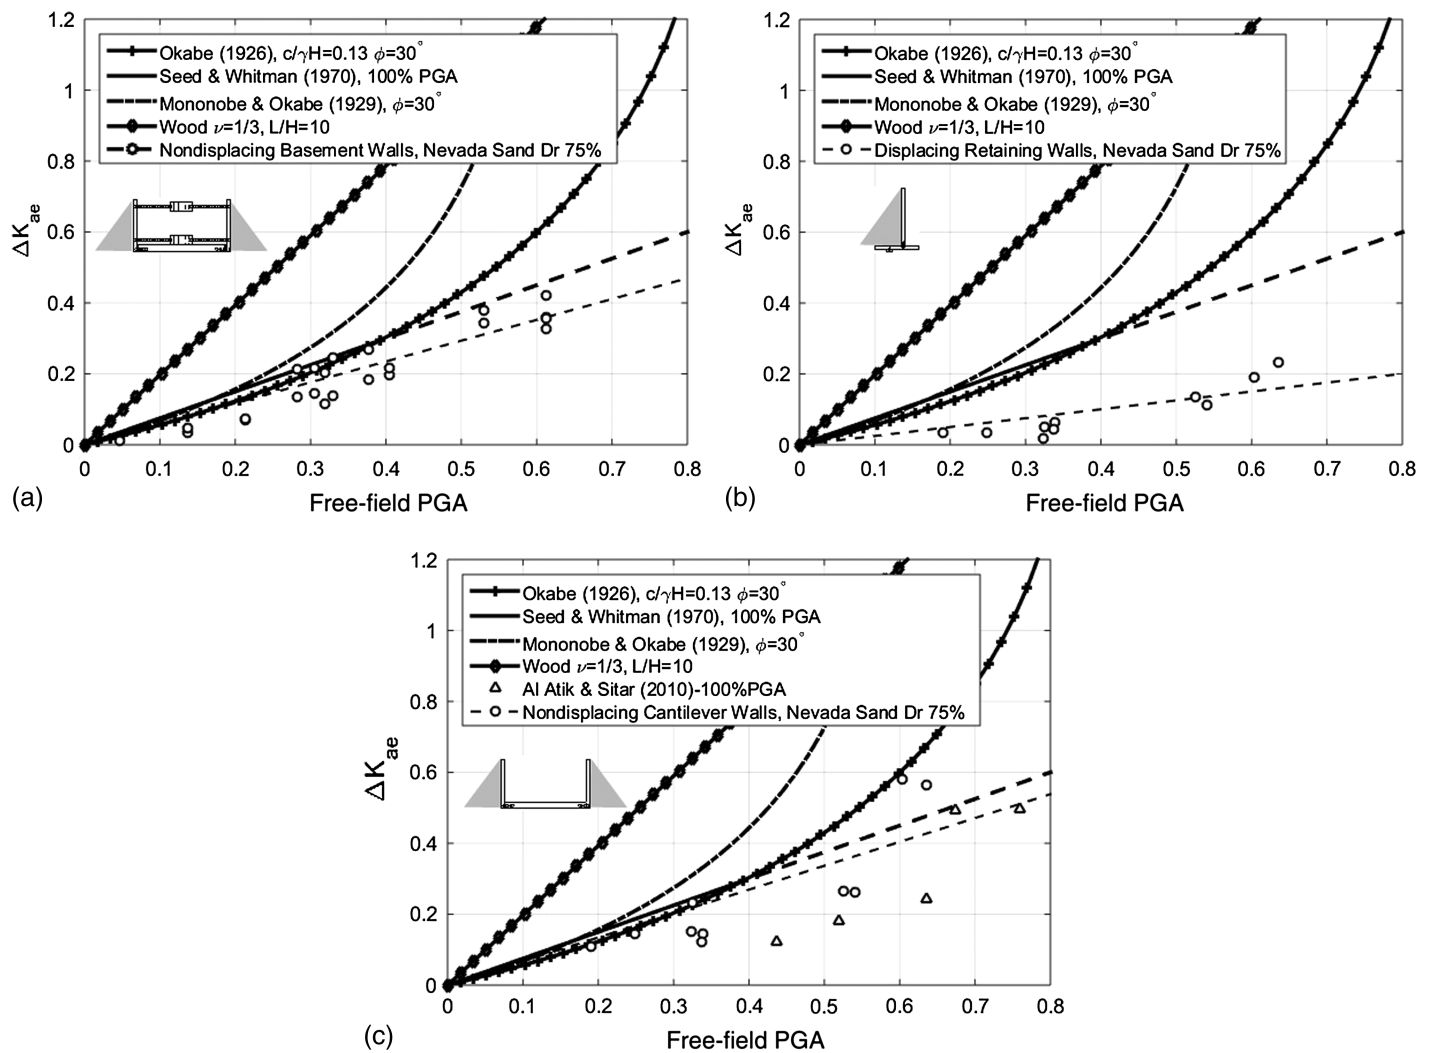 1.2
1
0.8
0.6
0.4
0.2
0
ΔKae
Okabe (1926), c/γH=0.13 ϕ=30°
Seed & Whitman (1970), 100% PGA
Mononobe & Okabe (1929), ϕ=30°
Wood ν=1/3, L/H=10
Nondisplacing Basement Walls, Nevada Sand Dr 75%
0 0.1 0.2 0.3 0.4 0.5 0.6 0.7 0.8
Free-field PGA
(a)
1.2
1
0.8
0.6
0.4
0.2
0
ΔKae
Okabe (1926), c/γH=0.13 ϕ=30°
Seed & Whitman (1970), 100% PGA
Mononobe & Okabe (1929), ϕ=30°
Wood ν=1/3, L/H=10
Displacing Retaining Walls, Nevada Sand Dr 75%
0 0.1 0.2 0.3 0.4 0.5 0.6 0.7 0.8
Free-field PGA
(b)
1.2
1
0.8
0.6
0.4
0.2
0
ΔKae
Okabe (1926), c/γH=0.13 ϕ=30°
Seed & Whitman (1970), 100% PGA
Mononobe & Okabe (1929), ϕ=30°
Wood ν=1/3, L/H=10
Al Atik & Sitar (2010)-100%PGA
Nondisplacing Cantilever Walls, Nevada Sand Dr 75%
0 0.1 0.2 0.3 0.4 0.5 0.6 0.7 0.8
Free-field PGA
(c)